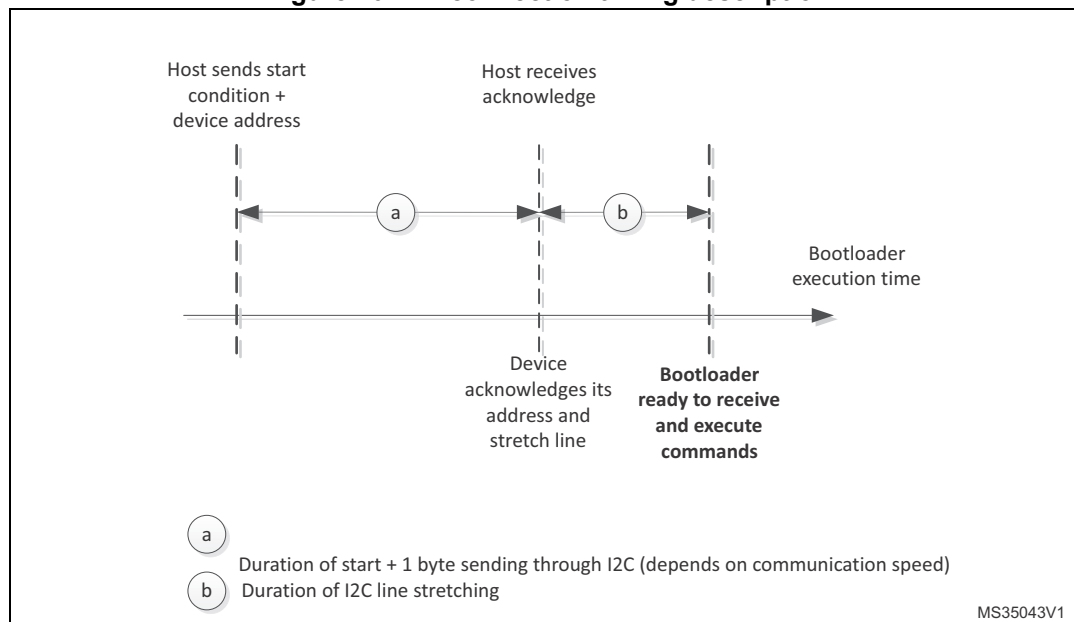 Host sends start
condition +
device address
Host receives
acknowledge
a
b
Bootloader
execution time
Device
acknowledges its
address and
stretch line
Bootloader
ready to receive
and execute
commands
a
Duration of start + 1 byte sending through I2C (depends on communication speed)
b Duration of I2C line stretching
MS35043V1